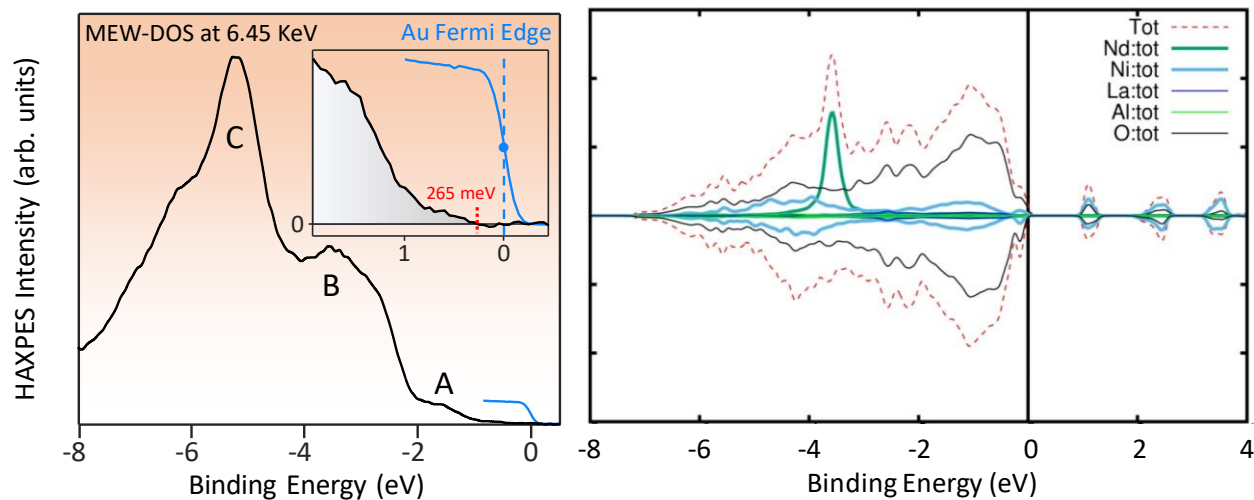 MEW-DOS at 6.45 KeV
Au Fermi Edge
265 meV
0
1
0
C
B
A
HAXPES Intensity (arb. units)
-8
-6
-4
-2
0
Binding Energy (eV)
Tot
Nd:tot
Ni:tot
La:tot
Al:tot
O:tot
-8
-6
-4
-2
0
2
4
Binding Energy (eV)